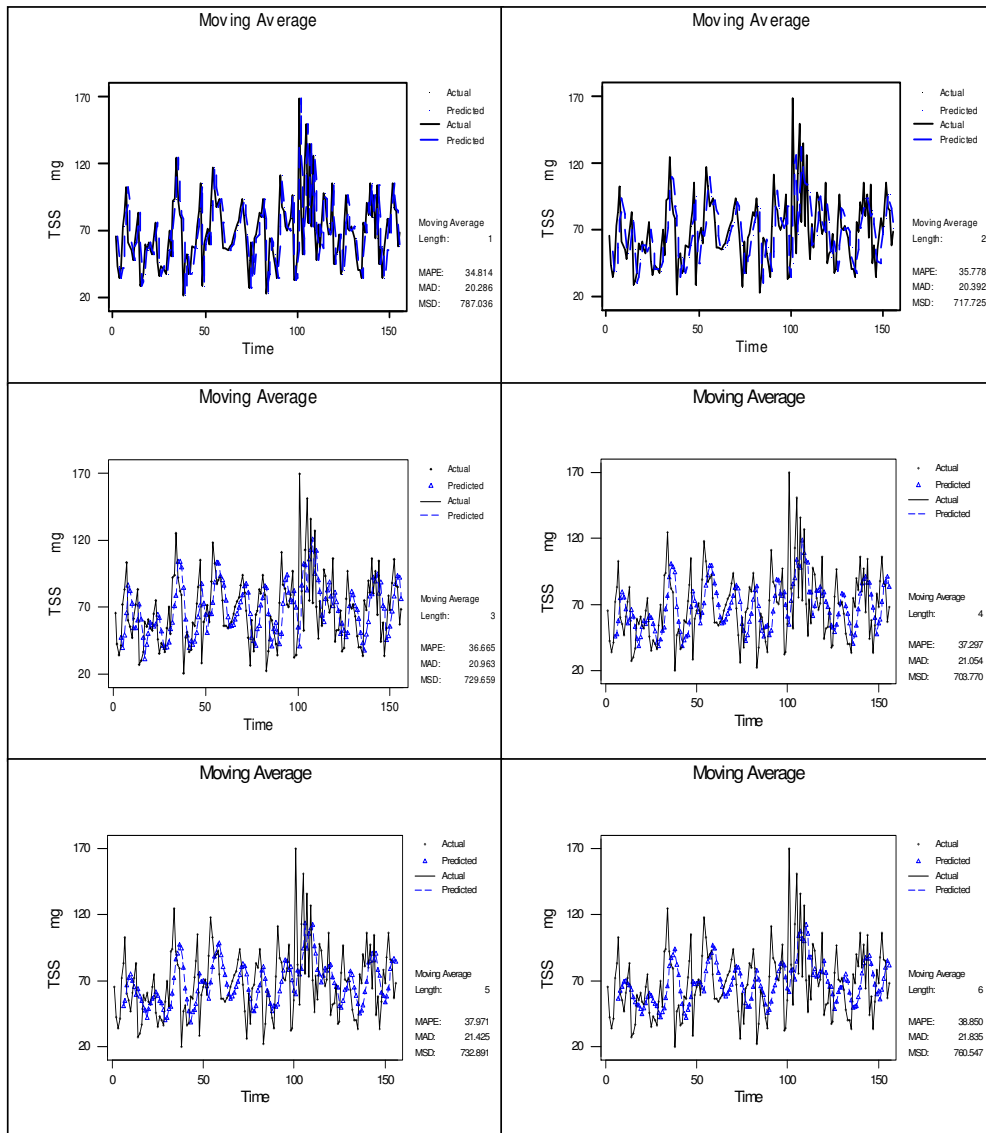 Moving Average
170
120
70
20
TSS mg
0 50 100 150
Time
Actual
Predicted
Actual
Predicted
Moving Average
Length: 1
MAPE: 34.814
MAD: 20.286
MSD: 787.036
Moving Average
170
120
70
20
TSS mg
0 50 100 150
Time
Actual
Predicted
Actual
Predicted
Moving Average
Length: 2
MAPE: 35.778
MAD: 20.392
MSD: 717.725
Moving Average
170
120
70
20
TSS mg
0 50 100 150
Time
Actual
Predicted
Actual
Predicted
Moving Average
Length: 3
MAPE: 36.665
MAD: 20.963
MSD: 729.659
Moving Average
170
120
70
20
TSS mg
0 50 100 150
Time
Actual
Predicted
Actual
Predicted
Moving Average
Length: 4
MAPE: 37.297
MAD: 21.054
MSD: 703.770
Moving Average
170
120
70
20
TSS mg
0 50 100 150
Time
Actual
Predicted
Actual
Predicted
Moving Average
Length: 5
MAPE: 37.971
MAD: 21.425
MSD: 732.891
Moving Average
170
120
70
20
TSS mg
0 50 100 150
Time
Actual
Predicted
Actual
Predicted
Moving Average
Length: 6
MAPE: 38.850
MAD: 21.835
MSD: 760.547